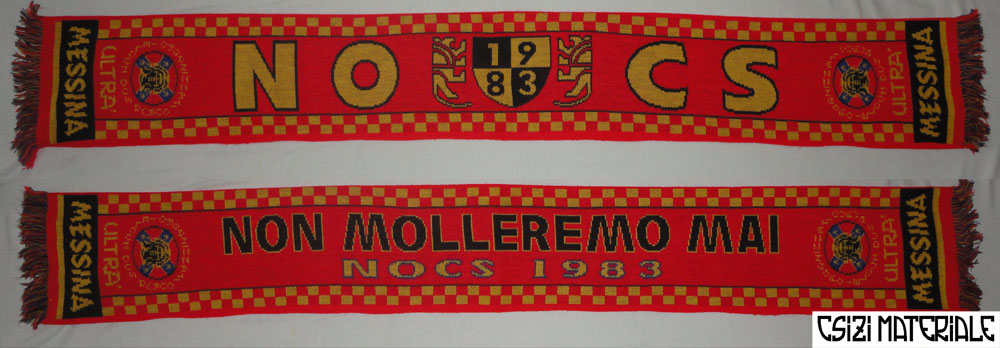 MESSINA
ULTRA'
NO
19
83
CS
ULTRA'
MESSINA
MESSINA
ULTRA'
NON MOLLEREMO MAI
NOCS 1983
ULTRA'
MESSINA
CSIZI MATERIALE